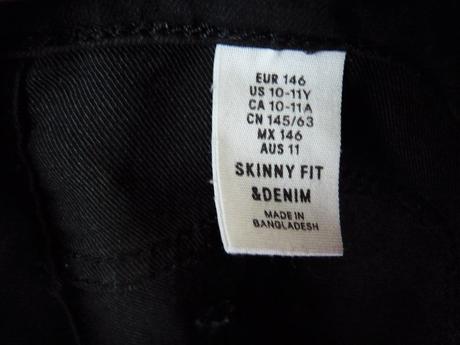 EUR 146
US 10-11Y
CA 10-11A
CN 145/63
MX 146
AUS 11
SKINNY FIT
&DENIM
MADE IN
BANGLADESH